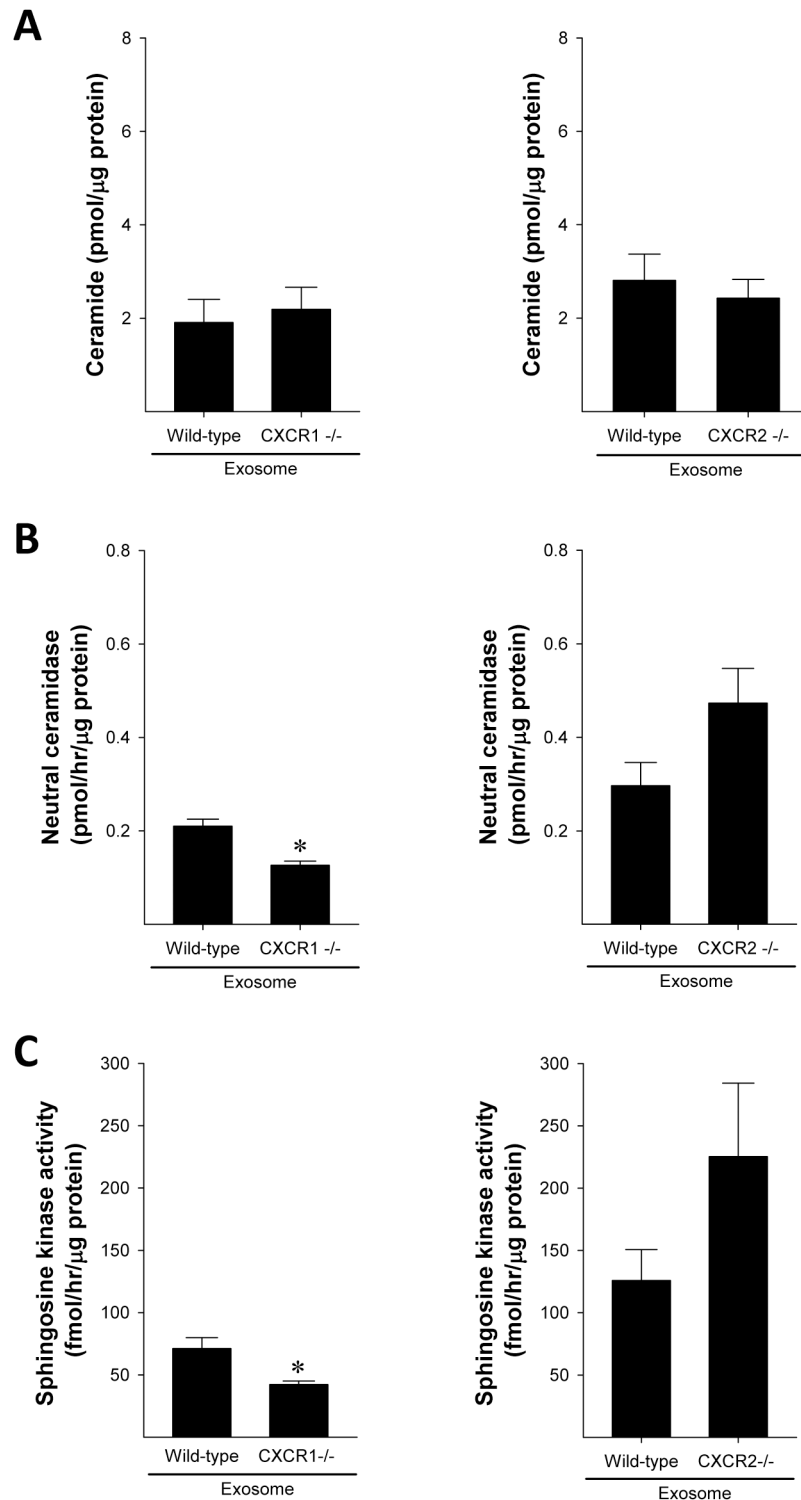 A
Ceramide (pmol/μg protein)
8
6
4
2
Wild-type CXCR1 -/-
Exosome
Ceramide (pmol/μg protein)
8
6
4
2
Wild-type CXCR2 -/-
Exosome
B
Neutral ceramidase
(pmol/hr/μg protein)
0.8
0.6
0.4
0.2
*
Wild-type CXCR1 -/-
Exosome
Neutral ceramidase
(pmol/hr/μg protein)
0.8
0.6
0.4
0.2
Wild-type CXCR2 -/-
Exosome
C
Sphingosine kinase activity
(fmol/hr/μg protein)
300
250
200
150
100
50
*
Wild-type CXCR1-/-
Exosome
Sphingosine kinase activity
(fmol/hr/μg protein)
300
250
200
150
100
50
Wild-type CXCR2-/-
Exosome